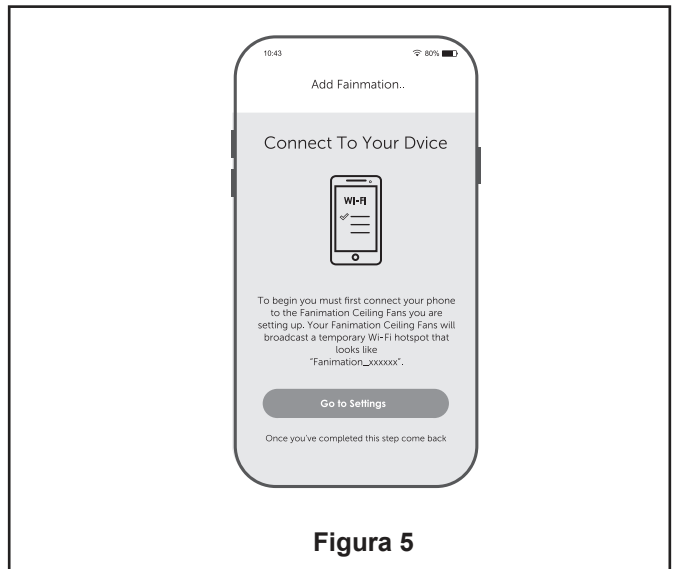 10:43 80%
Add Fainmation..
Connect To Your Dvice
WI-FI
To begin you must first connect your phone
to the Fanimation Ceiling Fans you are
setting up. Your Fanimation Ceiling Fans will
broadcast a temporary Wi-Fi hotspot that
looks like
“Fanimation_xxxxxx”.
Go to Settings
Once you've completed this step come back
Figura 5